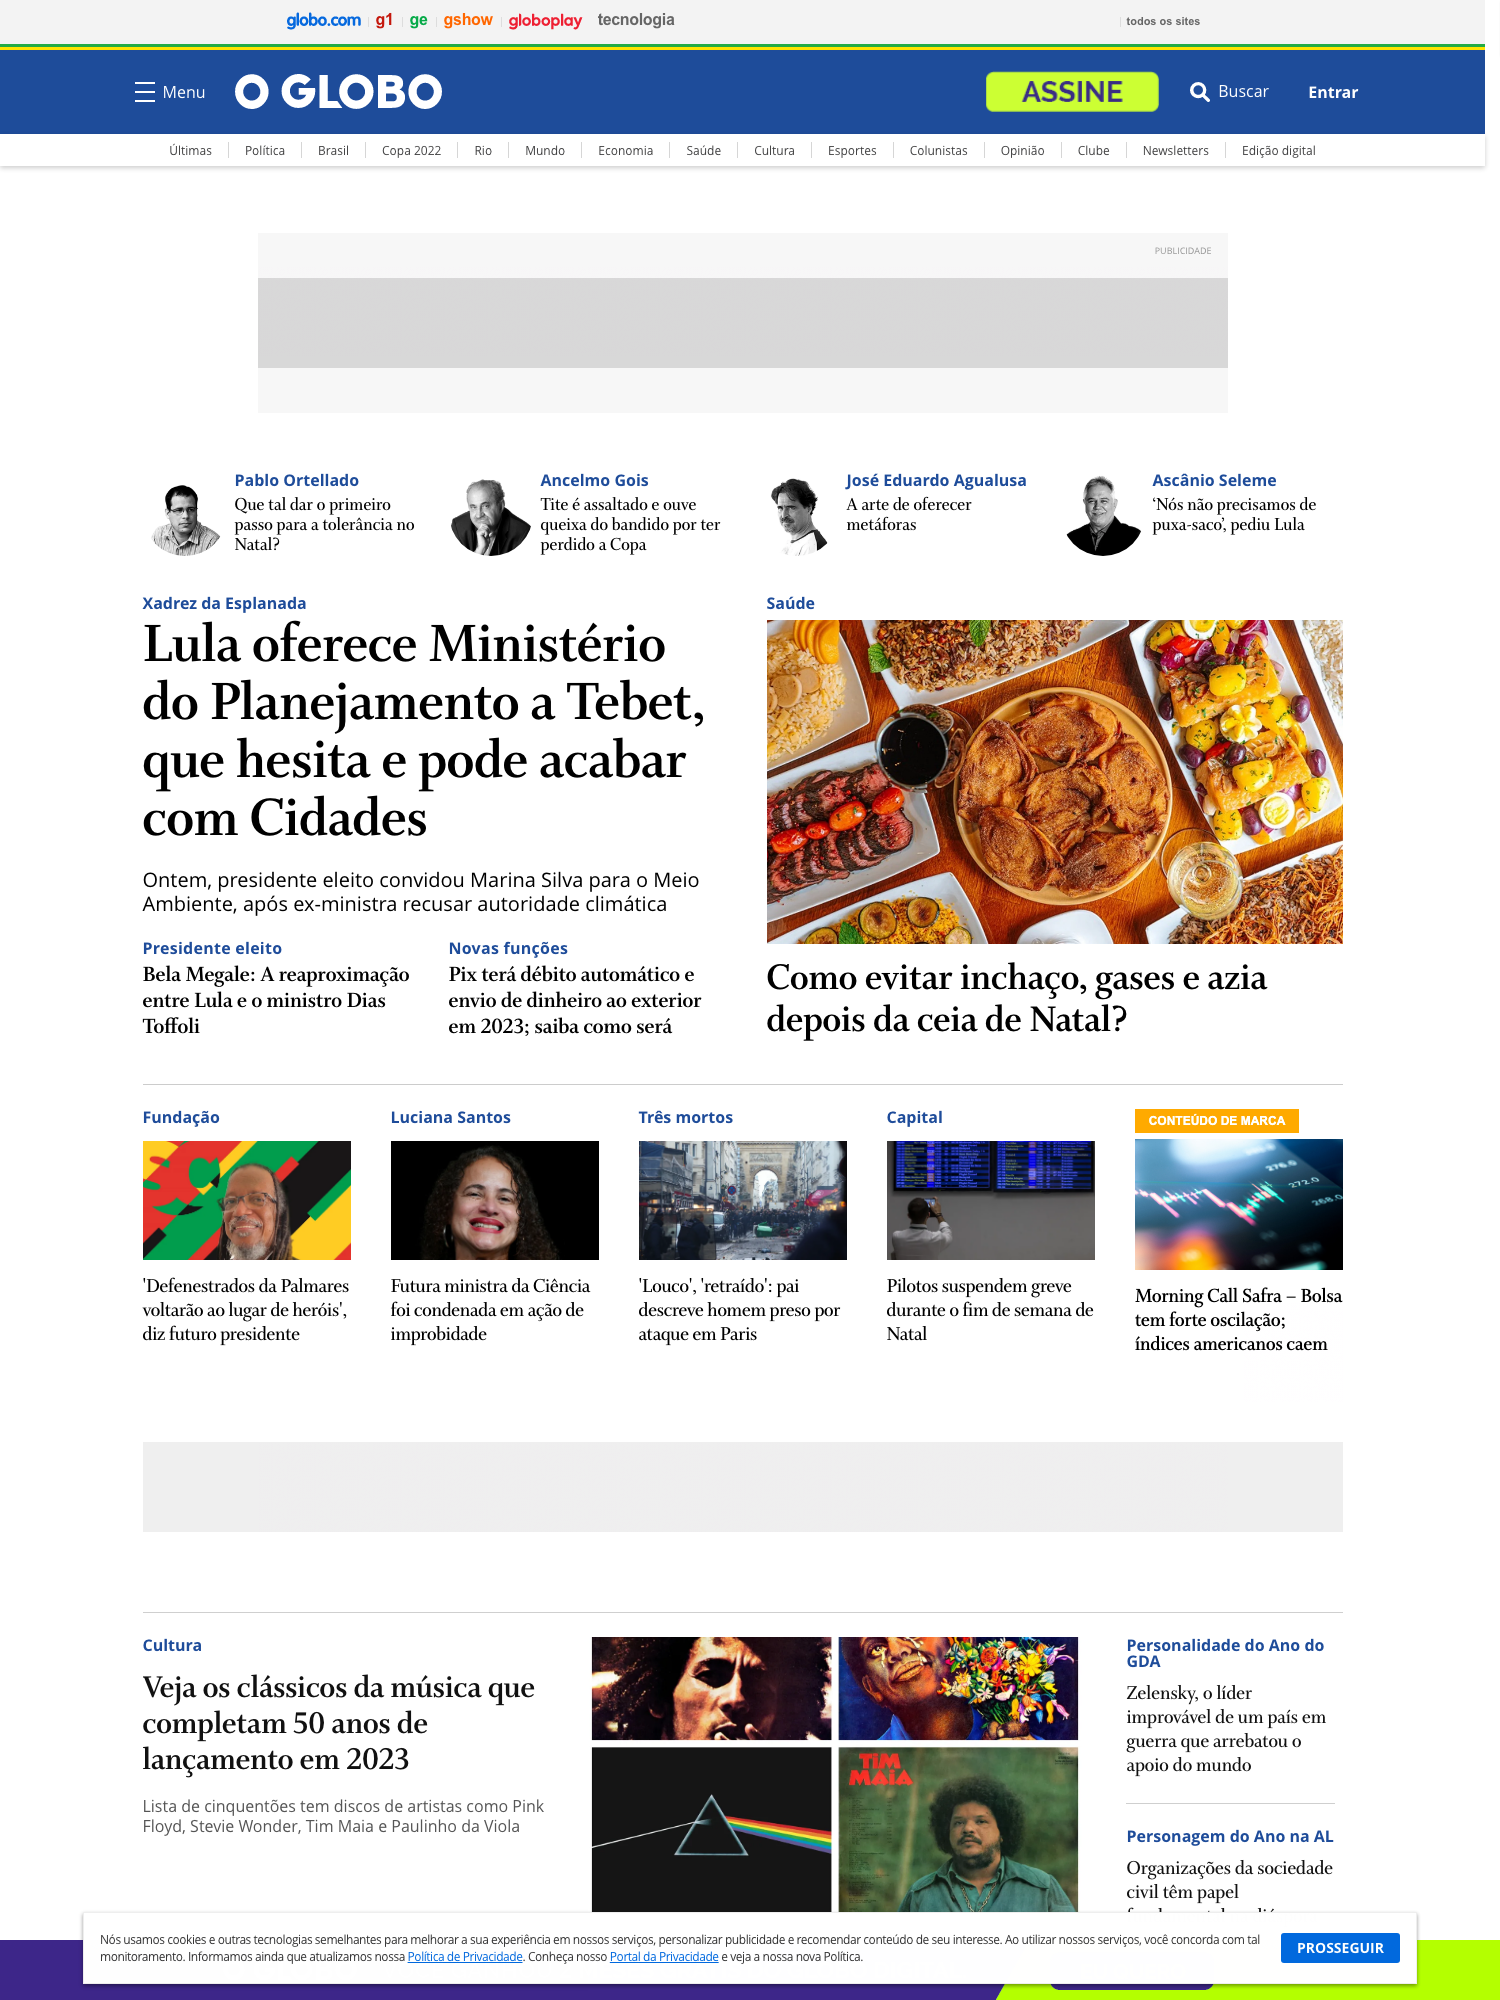 globo.com g1 ge gshow globoplay tecnologia todos os sites
Menu O GLOBO ASSINE Buscar Entrar
Últimas Política Brasil Copa 2022 Rio Mundo Economia Saúde Cultura Esportes Colunistas Opinião Clube Newsletters Edição digital
PUBLICIDADE
Pablo Ortellado
Que tal dar o primeiro
passo para a tolerância no
Natal?
Ancelmo Gois
Tite é assaltado e ouve
queixa do bandido por ter
perdido a Copa
José Eduardo Agualusa
A arte de oferecer
metáforas
Ascânio Seleme
‘Nós não precisamos de
puxa-saco’, pediu Lula
Xadrez da Esplanada
Lula oferece Ministério
do Planejamento a Tebet,
que hesita e pode acabar
com Cidades
Ontem, presidente eleito convidou Marina Silva para o Meio
Ambiente, após ex-ministra recusar autoridade climática
Presidente eleito
Bela Megale: A reaproximação
entre Lula e o ministro Dias
Toffoli
Novas funções
Pix terá débito automático e
envio de dinheiro ao exterior
em 2023; saiba como será
Saúde
Como evitar inchaço, gases e azia
depois da ceia de Natal?
Fundação
'Defenestrados da Palmares
voltarão ao lugar de heróis',
diz futuro presidente
Luciana Santos
Futura ministra da Ciência
foi condenada em ação de
improbidade
Três mortos
'Louco', 'retraído': pai
descreve homem preso por
ataque em Paris
Capital
Pilotos suspendem greve
durante o fim de semana de
Natal
CONTEÚDO DE MARCA
276.0
272.0
268.0
Morning Call Safra – Bolsa
tem forte oscilação;
índices americanos caem
Cultura
Veja os clássicos da música que
completam 50 anos de
lançamento em 2023
Lista de cinquentões tem discos de artistas como Pink
Floyd, Stevie Wonder, Tim Maia e Paulinho da Viola
TIM
MAIA
Personalidade do Ano do
GDA
Zelensky, o líder
improvável de um país em
guerra que arrebatou o
apoio do mundo
Personagem do Ano na AL
Organizações da sociedade
civil têm papel
Nós usamos cookies e outras tecnologias semelhantes para melhorar a sua experiência em nossos serviços, personalizar publicidade e recomendar conteúdo de seu interesse. Ao utilizar nossos serviços, você concorda com tal
monitoramento. Informamos ainda que atualizamos nossa Política de Privacidade. Conheça nosso Portal da Privacidade e veja a nossa nova Política.
PROSSEGUIR